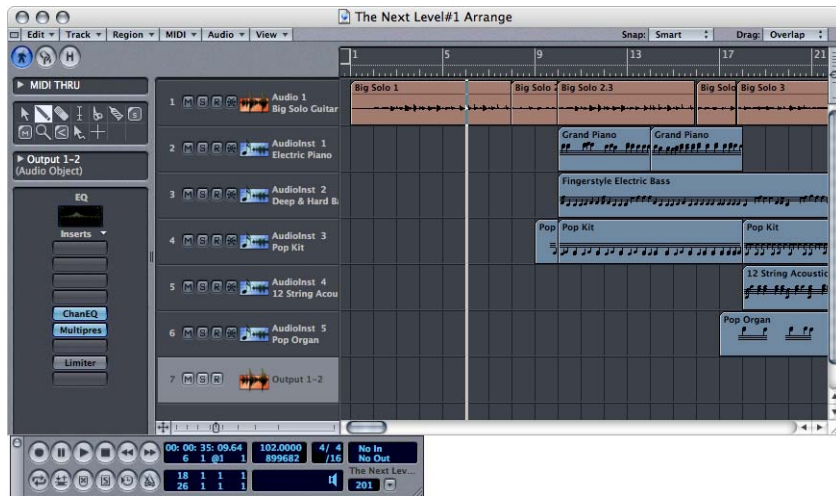 The Next Level#1 Arrange
Edit Track Region MIDI Audio View Snap: Smart Drag: Overlap
H
1 5 9 13 17 21
MIDI THRU
Output 1-2
(Audio Object)
EQ
Inserts
ChanEQ
Multipres
Limiter
1 M S R Audio 1
Big Solo Guitar
Big Solo 1 Big Solo 2 Big Solo 2.3 Big Solo Big Solo 3
2 M S R AudioInst 1
Electric Piano
Grand Piano Grand Piano
3 M S R AudioInst 2
Deep & Hard Ba
Fingerstyle Electric Bass
4 M S R AudioInst 3
Pop Kit
Pop Pop Kit Pop Kit
5 M S R AudioInst 4
12 String Acou
12 String Acoustic
6 M S R AudioInst 5
Pop Organ
Pop Organ
7 M S R Output 1-2
00: 00: 35: 09.64 102.0000 4/ 4 No In
6 1 @1 1 899682 /16 No Out
18 1 1 1 The Next Lev...
26 1 1 1 201